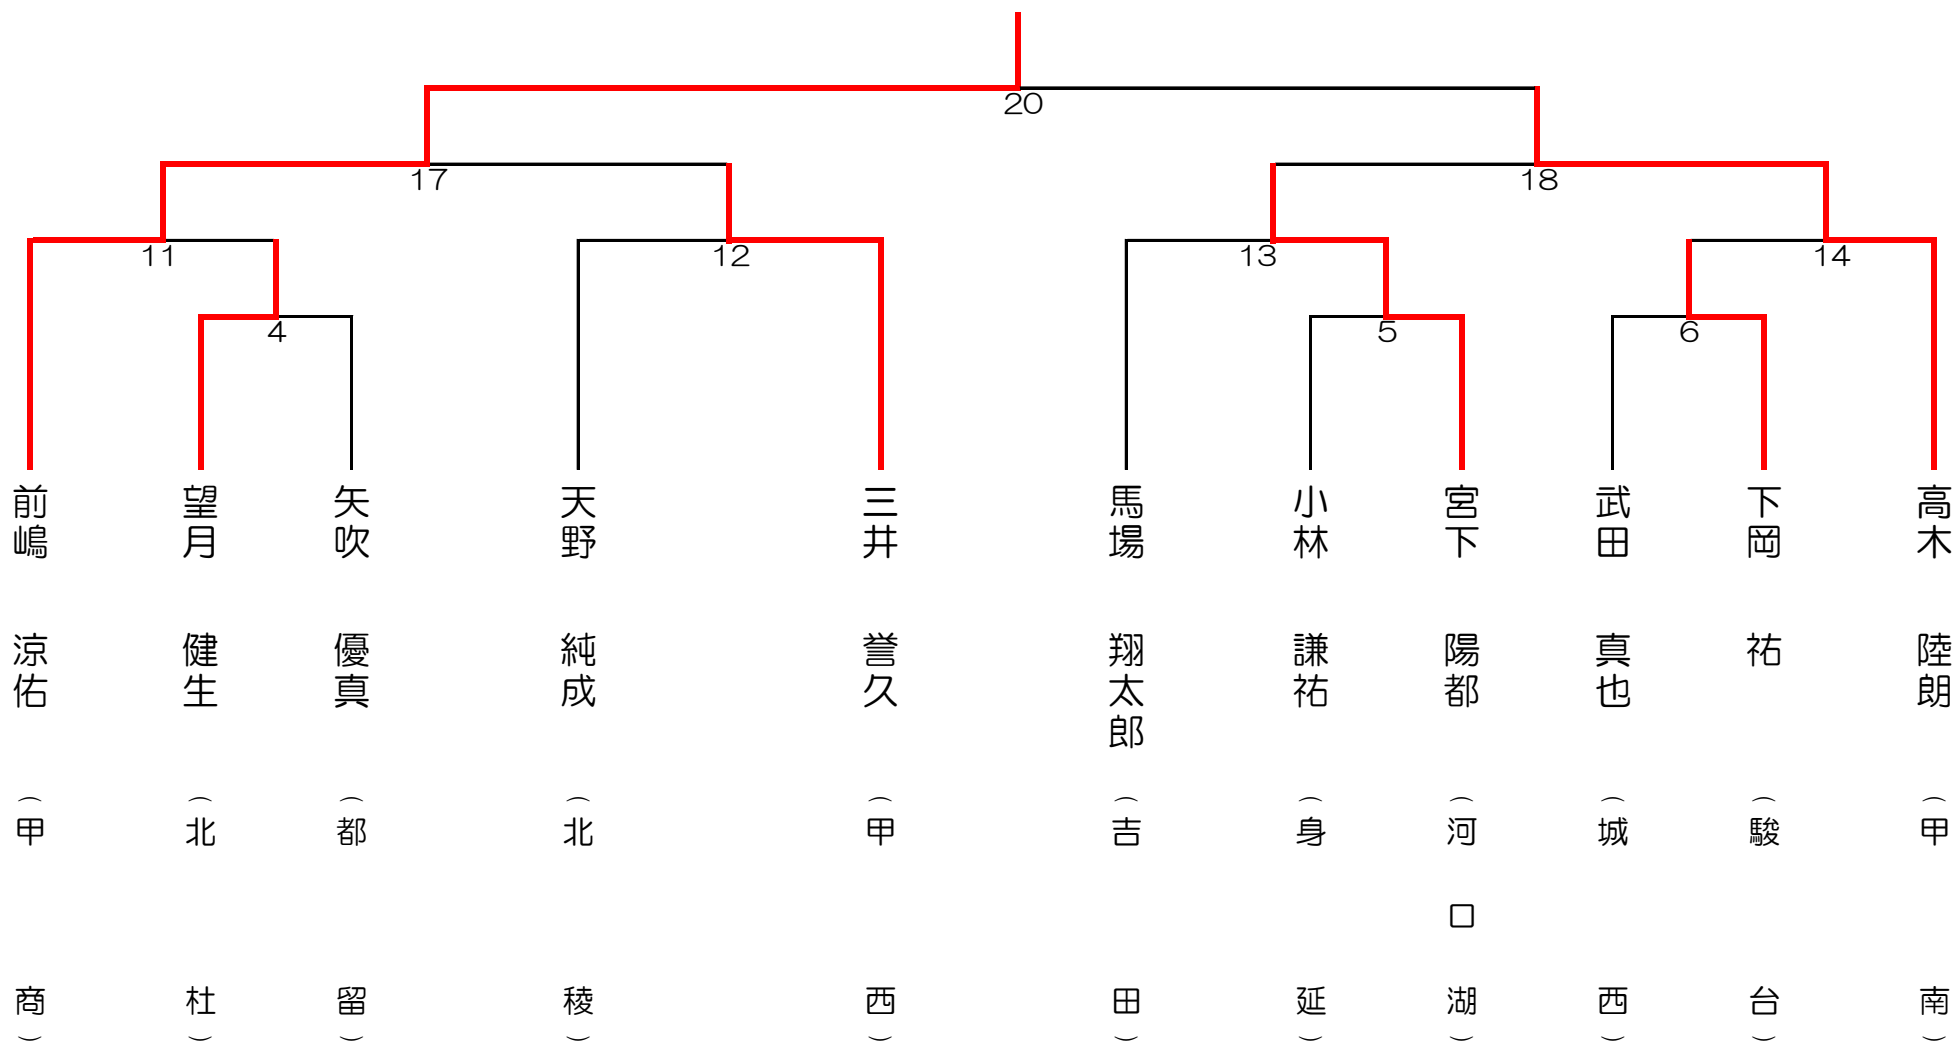 20
17
18
11
12
13
14
4
5
6
前嶋 涼佑 (甲商)
望月 健生 (北杜)
矢吹 優真 (都留)
天野 純成 (北稜)
三井 誉久 (甲西)
馬場 翔太郎 (吉田)
小林 謙祐 (身延)
宮下 陽都 (河口湖)
武田 真也 (城西)
下岡 祐 (駿台)
高木 陸朗 (甲南)